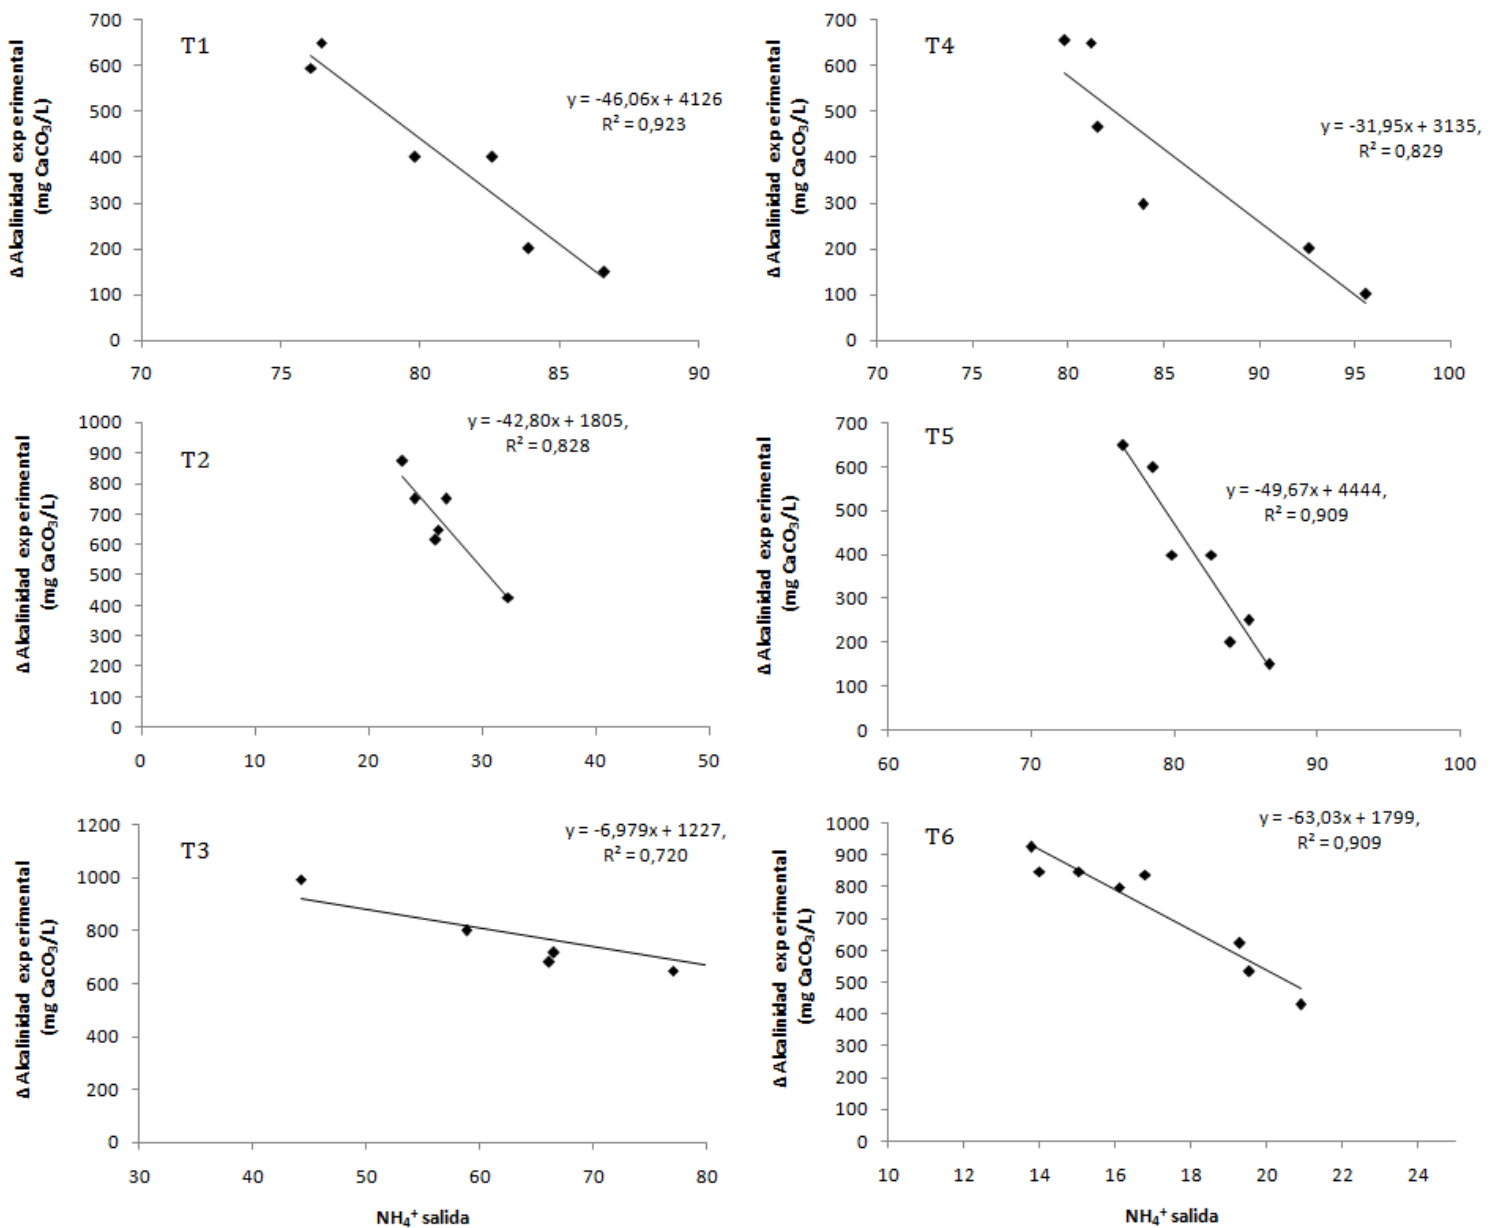 T1
Δ Alcalinidad experimental
(mg CaCO₃/L)
700
600
500
400
300
200
100
0
70
75
80
85
90
y = -46,06x + 4126
R² = 0,923
T4
Δ Alcalinidad experimental
(mg CaCO₃/L)
700
600
500
400
300
200
100
0
70
75
80
85
90
95
100
y = -31,95x + 3135,
R² = 0,829
T2
Δ Alcalinidad experimental
(mg CaCO₃/L)
1000
900
800
700
600
500
400
300
200
100
0
0
10
20
30
40
50
y = -42,80x + 1805,
R² = 0,828
T5
Δ Alcalinidad experimental
(mg CaCO₃/L)
700
600
500
400
300
200
100
0
60
70
80
90
100
y = -49,67x + 4444,
R² = 0,909
T3
Δ Alcalinidad experimental
(mg CaCO₃/L)
1200
1000
800
600
400
200
0
30
40
50
60
70
80
y = -6,979x + 1227,
R² = 0,720
NH₄⁺ salida
T6
Δ Alcalinidad experimental
(mg CaCO₃/L)
1000
900
800
700
600
500
400
300
200
100
0
10
12
14
16
18
20
22
24
y = -63,03x + 1799,
R² = 0,909
NH₄⁺ salida